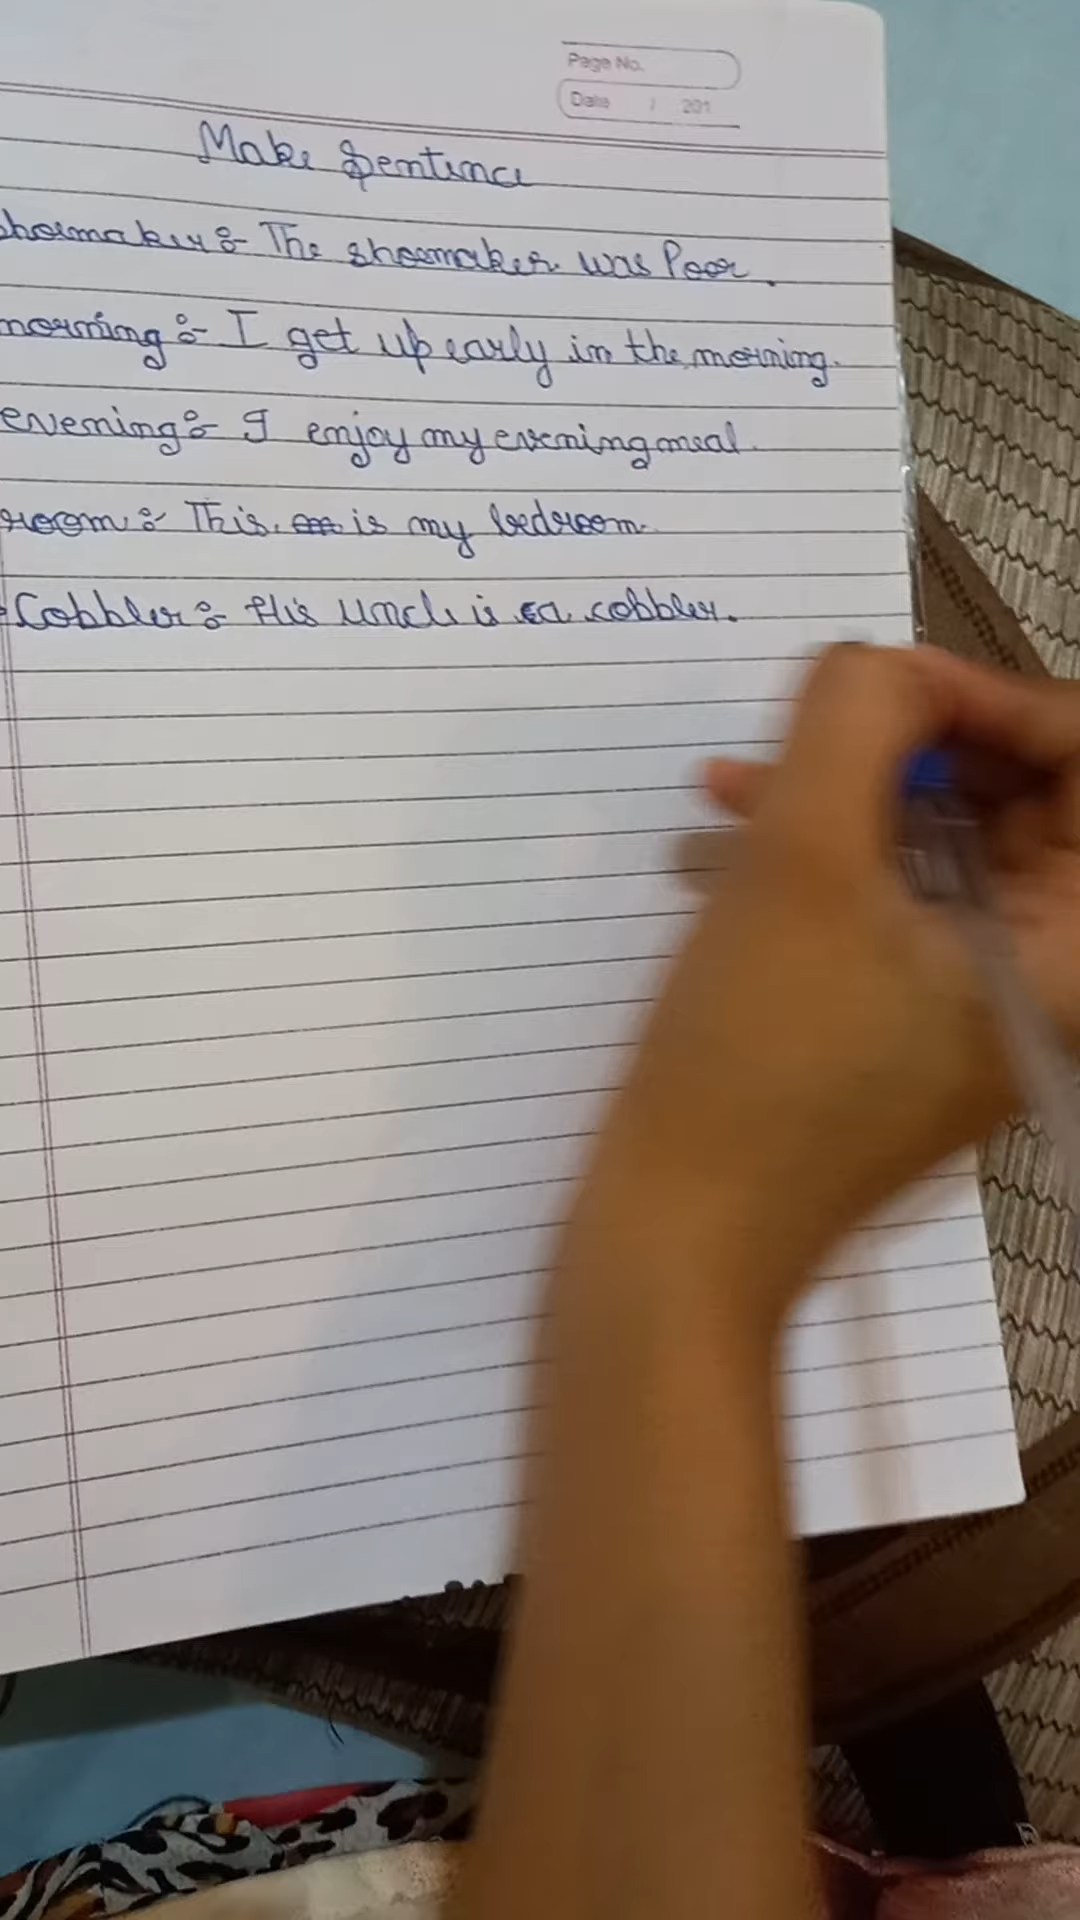 Page No.
Date / 201
Make Sentence
shoemaker :- The shoemaker was Poor.
morning :- I get up early in the morning.
evening :- I enjoy my evening meal.
room :- This is my bedroom.
Cobbler :- His uncle is a cobbler.